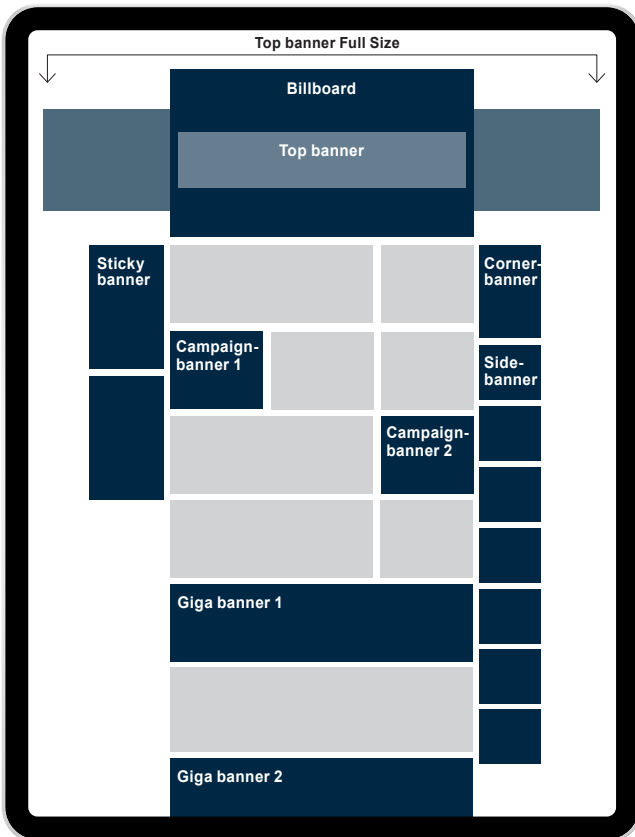 Top banner Full Size
Billboard
Top banner
Sticky
banner
Corner-
banner
Campaign-
banner 1
Side-
banner
Campaign-
banner 2
Giga banner 1
Giga banner 2